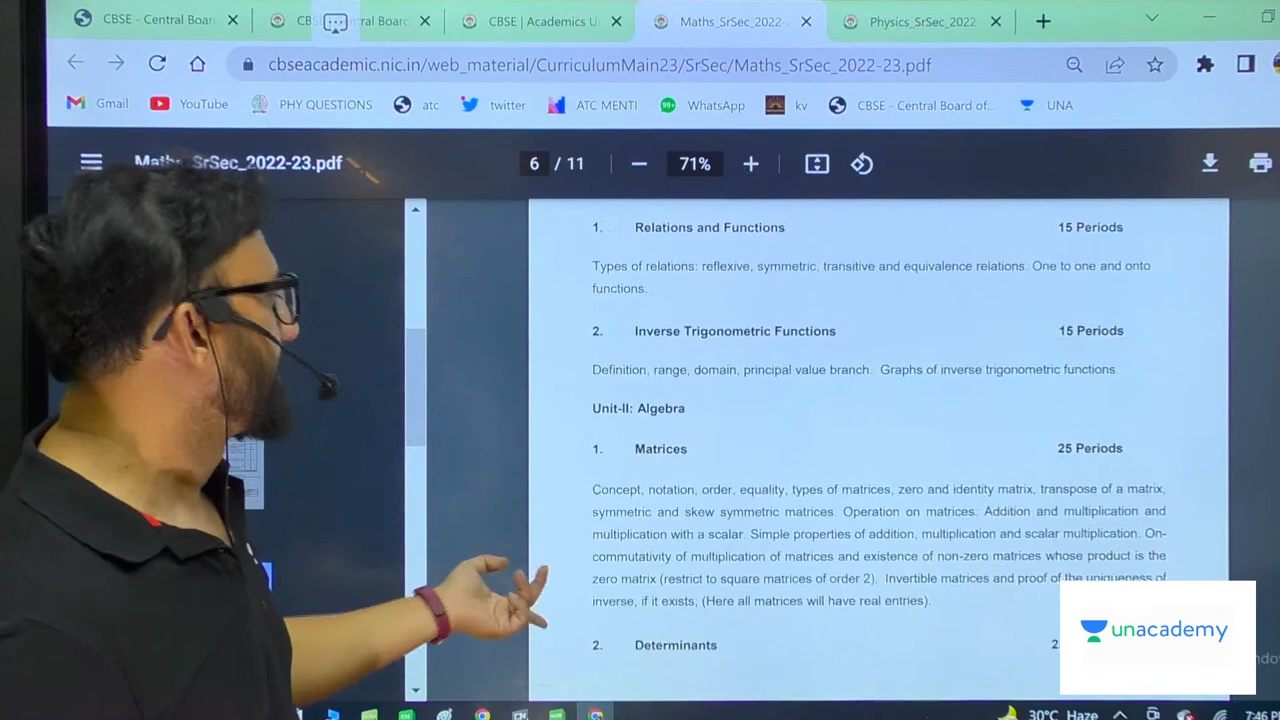 CBSE - Central Boar
CBSE | Academics U
Maths_SrSec_2022-
Physics_SrSec_2022
cbseacademic.nic.in/web_material/CurriculumMain23/SrSec/Maths_SrSec_2022-23.pdf
Gmail YouTube PHY QUESTIONS atc twitter ATC MENTI 99+ WhatsApp kv CBSE - Central Board of... UNA
Maths_SrSec_2022-23.pdf 6 / 11 71%
1. Relations and Functions 15 Periods
Types of relations: reflexive, symmetric, transitive and equivalence relations. One to one and onto
functions.
2. Inverse Trigonometric Functions 15 Periods
Definition, range, domain, principal value branch. Graphs of inverse trigonometric functions.
Unit-II: Algebra
1. Matrices 25 Periods
Concept, notation, order, equality, types of matrices, zero and identity matrix, transpose of a matrix,
symmetric and skew symmetric matrices. Operation on matrices: Addition and multiplication and
multiplication with a scalar. Simple properties of addition, multiplication and scalar multiplication. On-
commutativity of multiplication of matrices and existence of non-zero matrices whose product is the
zero matrix (restrict to square matrices of order 2). Invertible matrices and proof of the uniqueness of
inverse, if it exists; (Here all matrices will have real entries).
2. Determinants
unacademy
30°C Haze